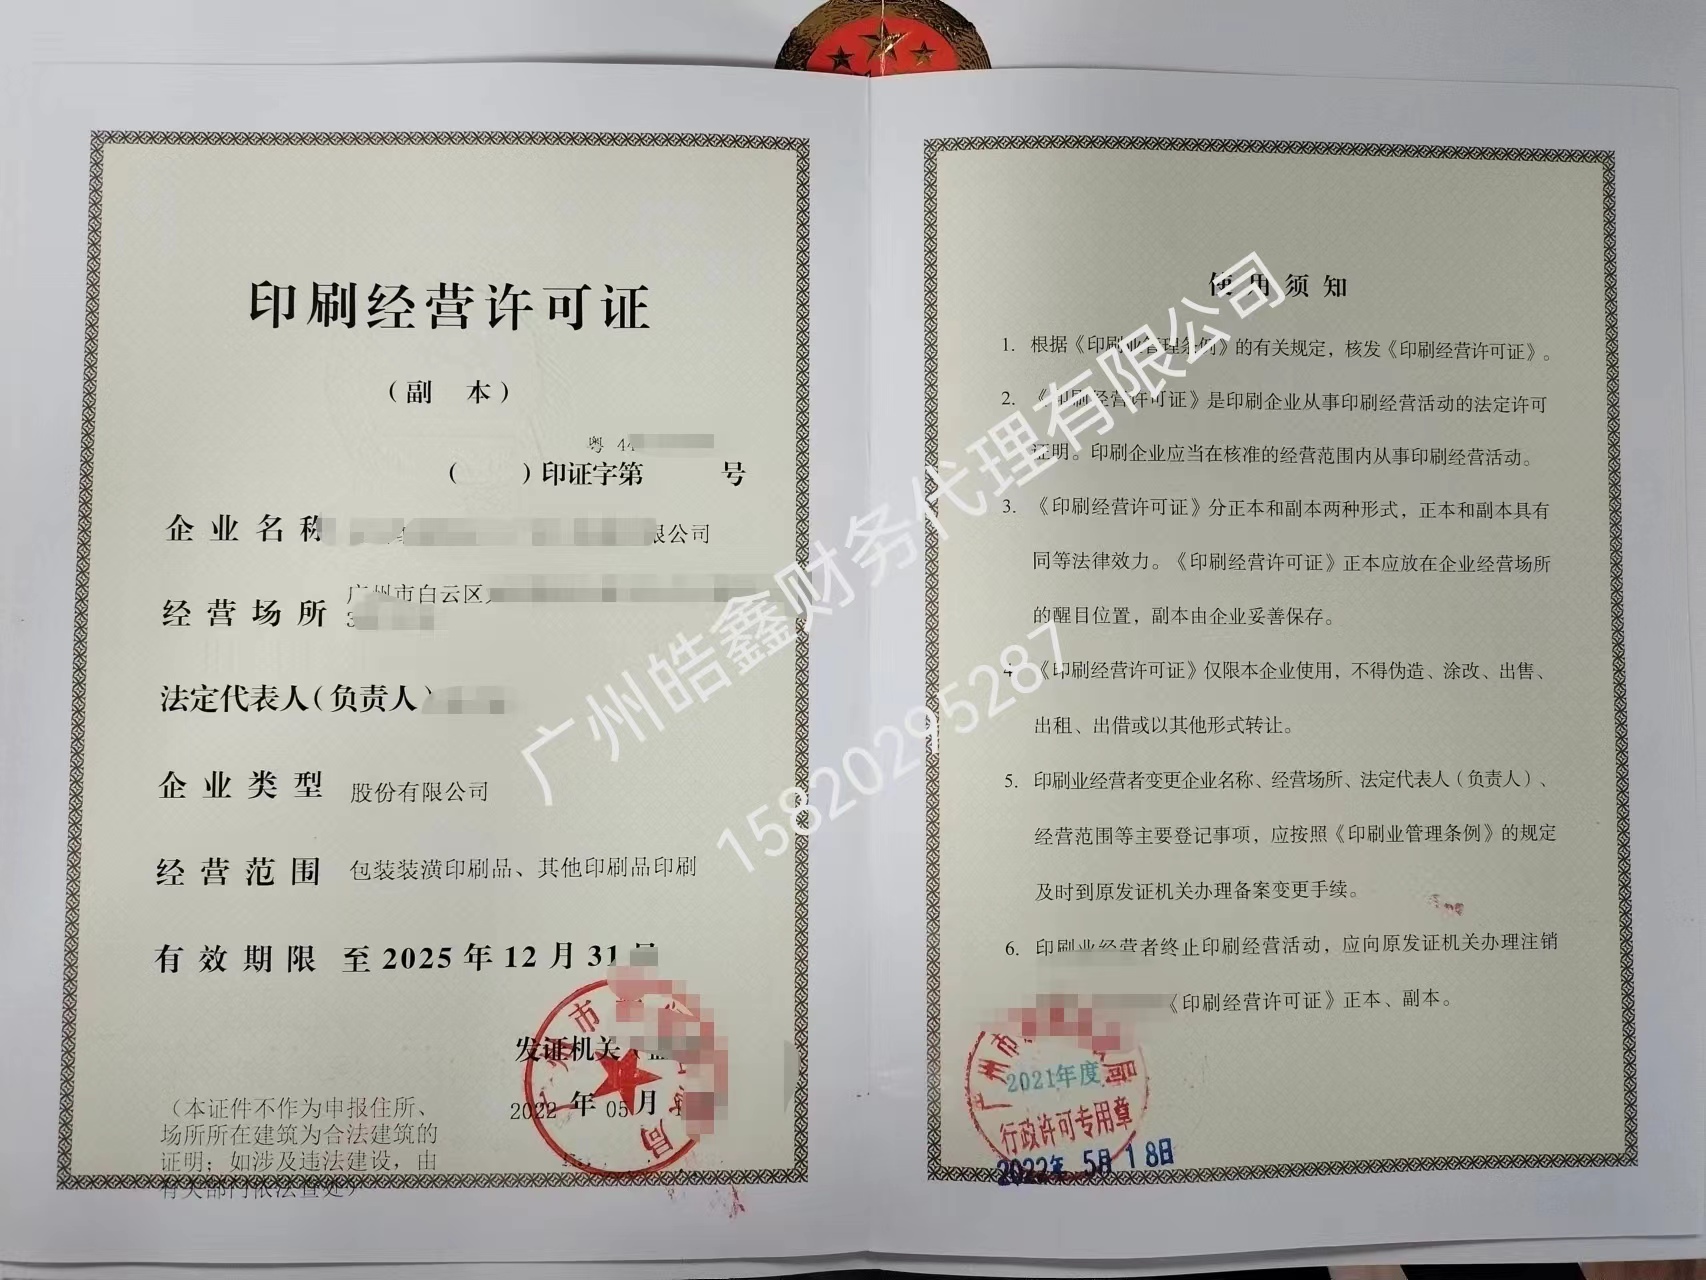 印刷经营许可证
（副 本）
粤 44
（ ）印证字第 号
企业名称 限公司
经营场所 广州市白云区
3
法定代表人（负责人）
企业类型 股份有限公司
经营范围 包装装潢印刷品、其他印刷品印刷
有效期限 至 2025 年 12 月 31 日
发证机关（盖
2022 年 05 月 1
（本证件不作为申报住所、
场所所在建筑为合法建筑的
证明；如涉及违法建设，由
有关部门依法查处）
广州市 局
使用须知
1. 根据《印刷业管理条例》的有关规定，核发《印刷经营许可证》。
2. 《印刷经营许可证》是印刷企业从事印刷经营活动的法定许可
证明。印刷企业应当在核准的经营范围内从事印刷经营活动。
3. 《印刷经营许可证》分正本和副本两种形式，正本和副本具有
同等法律效力。《印刷经营许可证》正本应放在企业经营场所
的醒目位置，副本由企业妥善保存。
4. 《印刷经营许可证》仅限本企业使用，不得伪造、涂改、出售、
出租、出借或以其他形式转让。
5. 印刷业经营者变更企业名称、经营场所、法定代表人（负责人）、
经营范围等主要登记事项，应按照《印刷业管理条例》的规定
及时到原发证机关办理备案变更手续。
6. 印刷业经营者终止印刷经营活动，应向原发证机关办理注销
《印刷经营许可证》正本、副本。
广州市 局
2021年度
行政许可专用章
2022年 5月 18日
广州皓鑫财务代理有限公司
15820295287